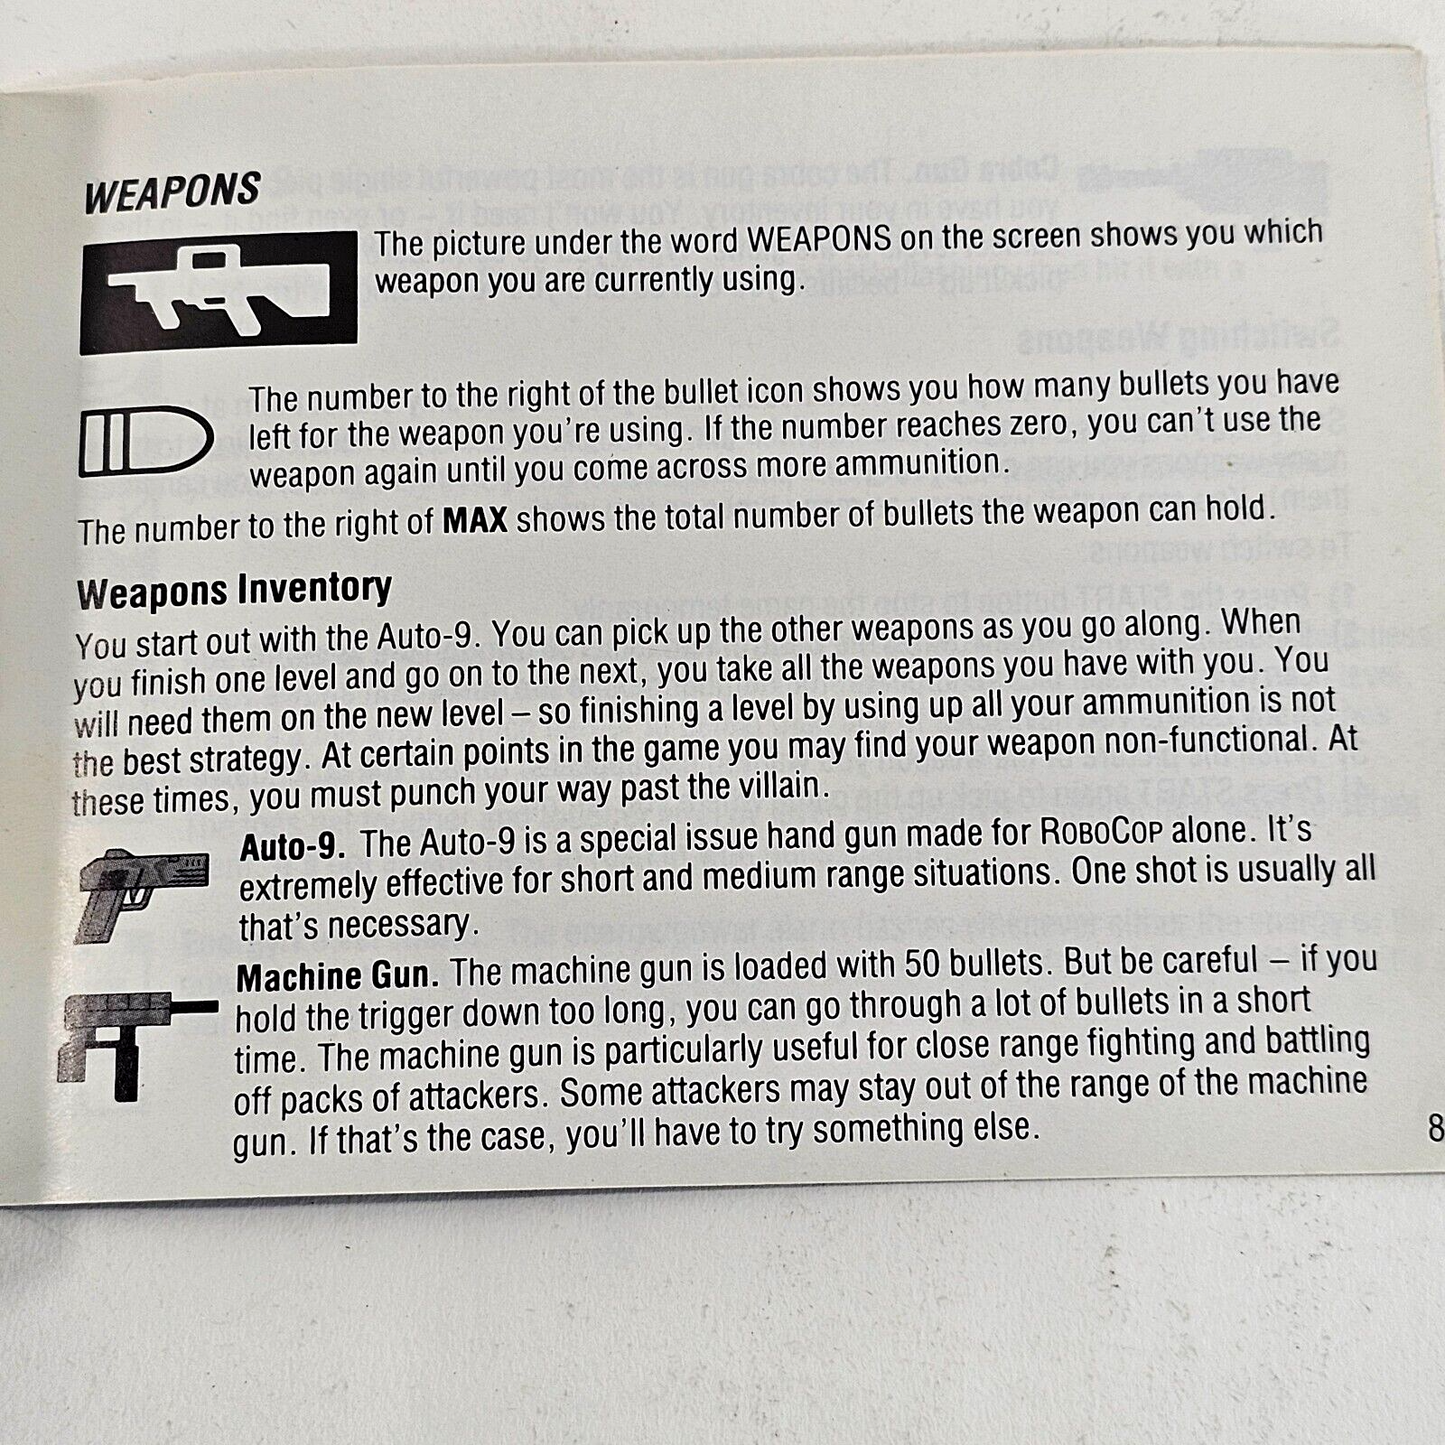 WEAPONS
The picture under the word WEAPONS on the screen shows you which
weapon you are currently using.
The number to the right of the bullet icon shows you how many bullets you have
left for the weapon you're using. If the number reaches zero, you can't use the
weapon again until you come across more ammunition.
The number to the right of MAX shows the total number of bullets the weapon can hold.
Weapons Inventory
You start out with the Auto-9. You can pick up the other weapons as you go along. When
you finish one level and go on to the next, you take all the weapons you have with you. You
will need them on the new level – so finishing a level by using up all your ammunition is not
the best strategy. At certain points in the game you may find your weapon non-functional. At
these times, you must punch your way past the villain.
Auto-9. The Auto-9 is a special issue hand gun made for ROBOCOP alone. It's
extremely effective for short and medium range situations. One shot is usually all
that's necessary.
Machine Gun. The machine gun is loaded with 50 bullets. But be careful – if you
hold the trigger down too long, you can go through a lot of bullets in a short
time. The machine gun is particularly useful for close range fighting and battling
off packs of attackers. Some attackers may stay out of the range of the machine
gun. If that's the case, you'll have to try something else.
8